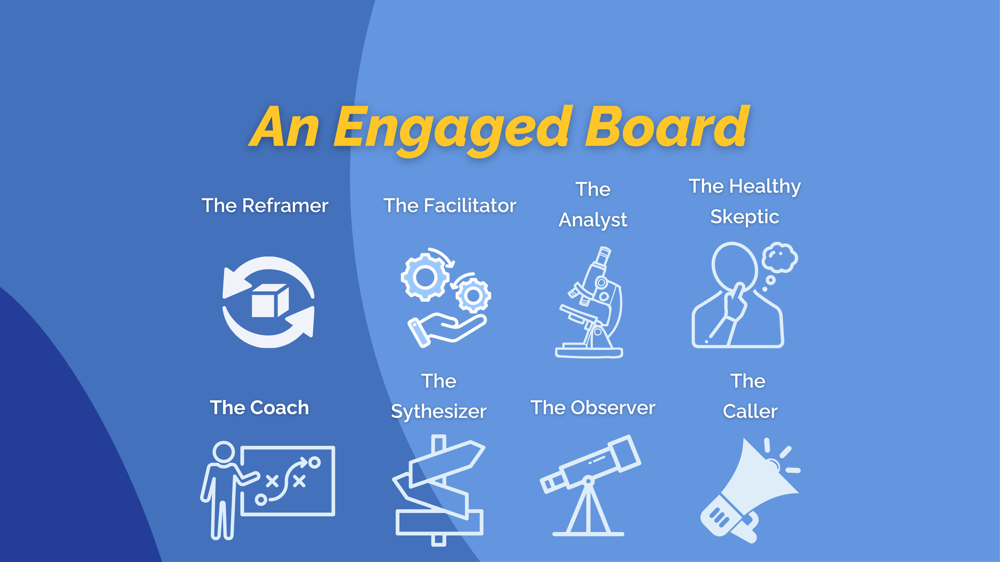 An Engaged Board
The Reframer
The Facilitator
The
Analyst
The Healthy
Skeptic
The Coach
The
Sythesizer
The Observer
The
Caller